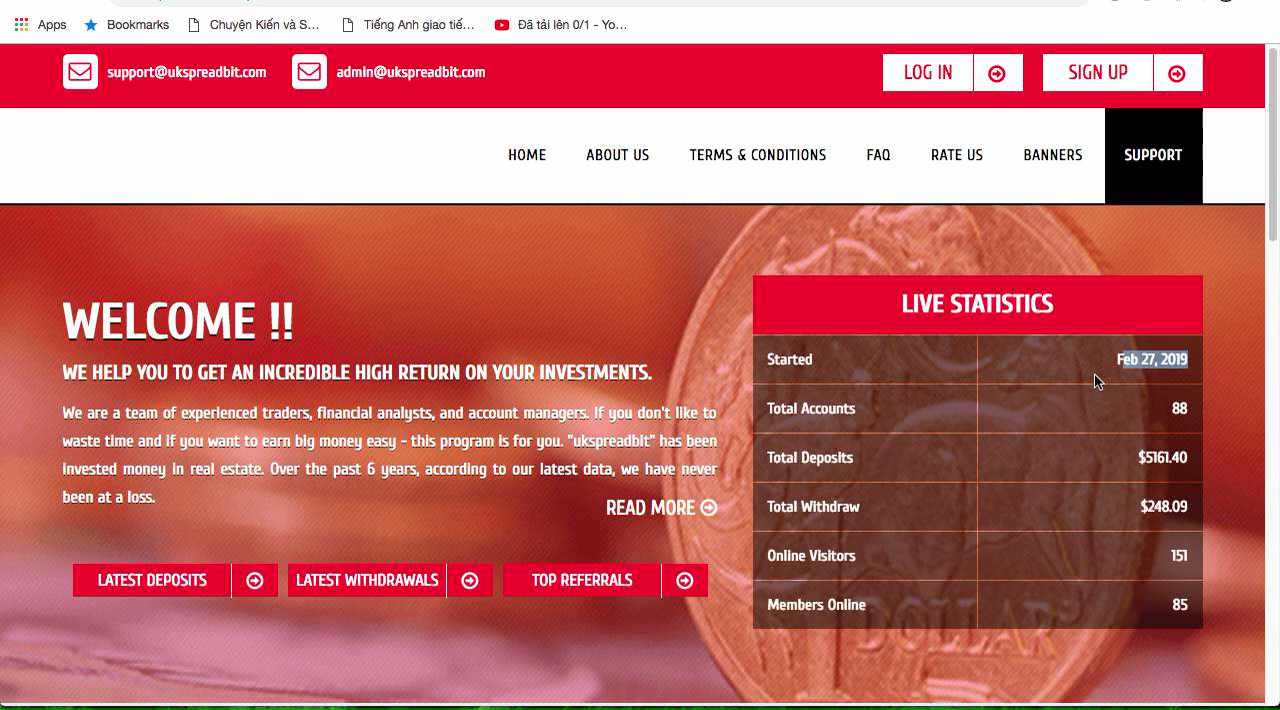 Apps Bookmarks Chuyện Kiến và S... Tiếng Anh giao tiế... Đã tải lên 0/1 - Yo...
support@ukspreadbit.com admin@ukspreadbit.com LOG IN SIGN UP
HOME ABOUT US TERMS & CONDITIONS FAQ RATE US BANNERS SUPPORT
WELCOME !!
WE HELP YOU TO GET AN INCREDIBLE HIGH RETURN ON YOUR INVESTMENTS.
We are a team of experienced traders, financial analysts, and account managers. If you don't like to
waste time and if you want to earn big money easy - this program is for you. "ukspreadbit" has been
invested money in real estate. Over the past 6 years, according to our latest data, we have never
been at a loss.
READ MORE
LATEST DEPOSITS LATEST WITHDRAWALS TOP REFERRALS
LIVE STATISTICS
Started Feb 27, 2019
Total Accounts 88
Total Deposits $5161.40
Total Withdraw $248.09
Online Visitors 151
Members Online 85
DOLLAR